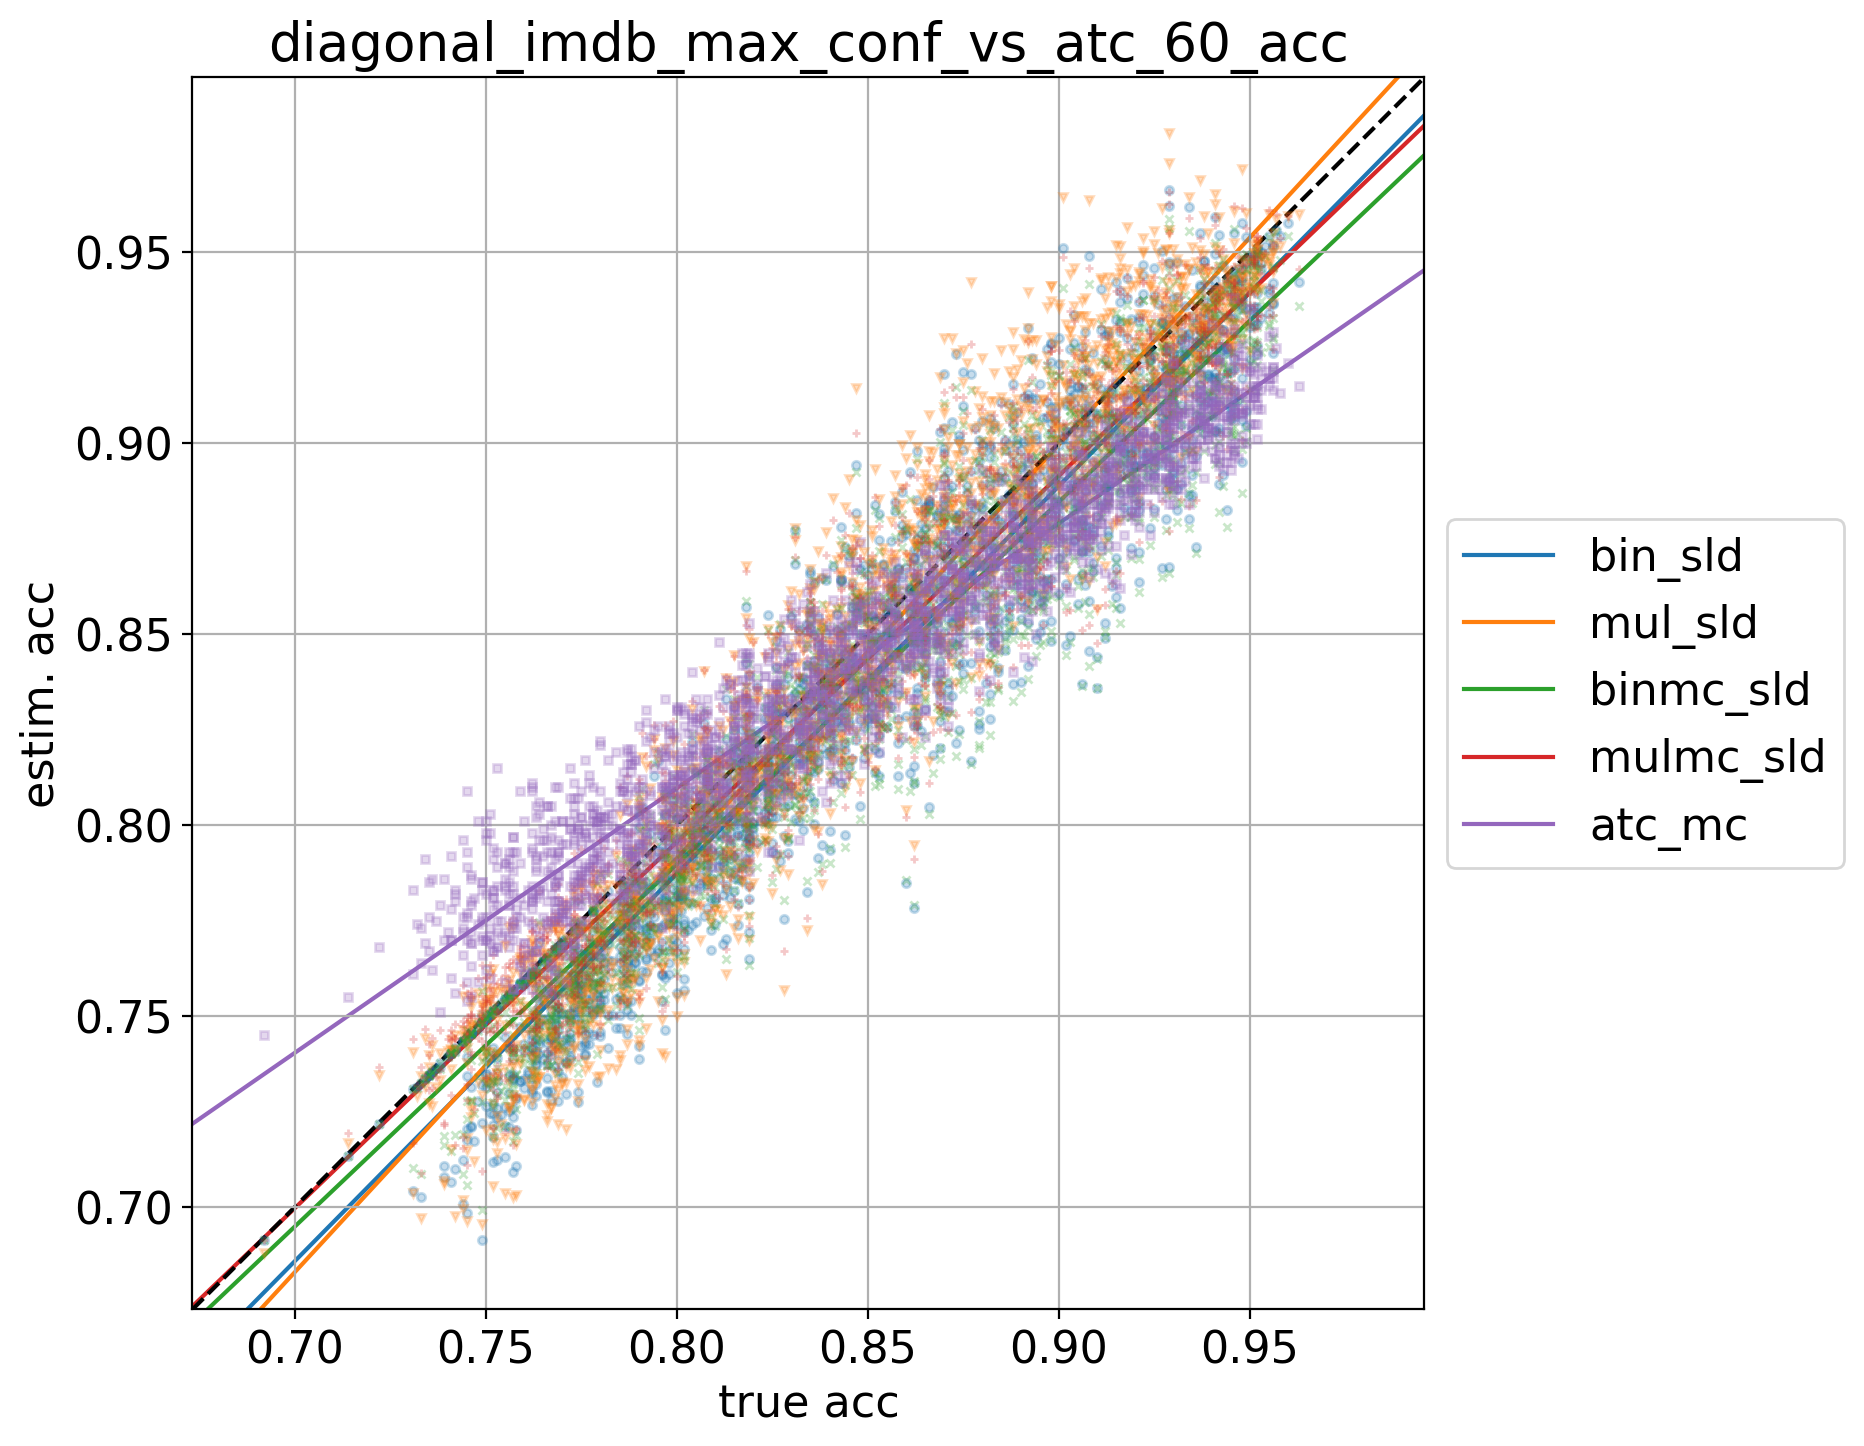 diagonal_imdb_max_conf_vs_atc_60_acc
estim. acc
0.95
0.90
0.85
0.80
0.75
0.70
0.70 0.75 0.80 0.85 0.90 0.95
true acc
bin_sld
mul_sld
binmc_sld
mulmc_sld
atc_mc